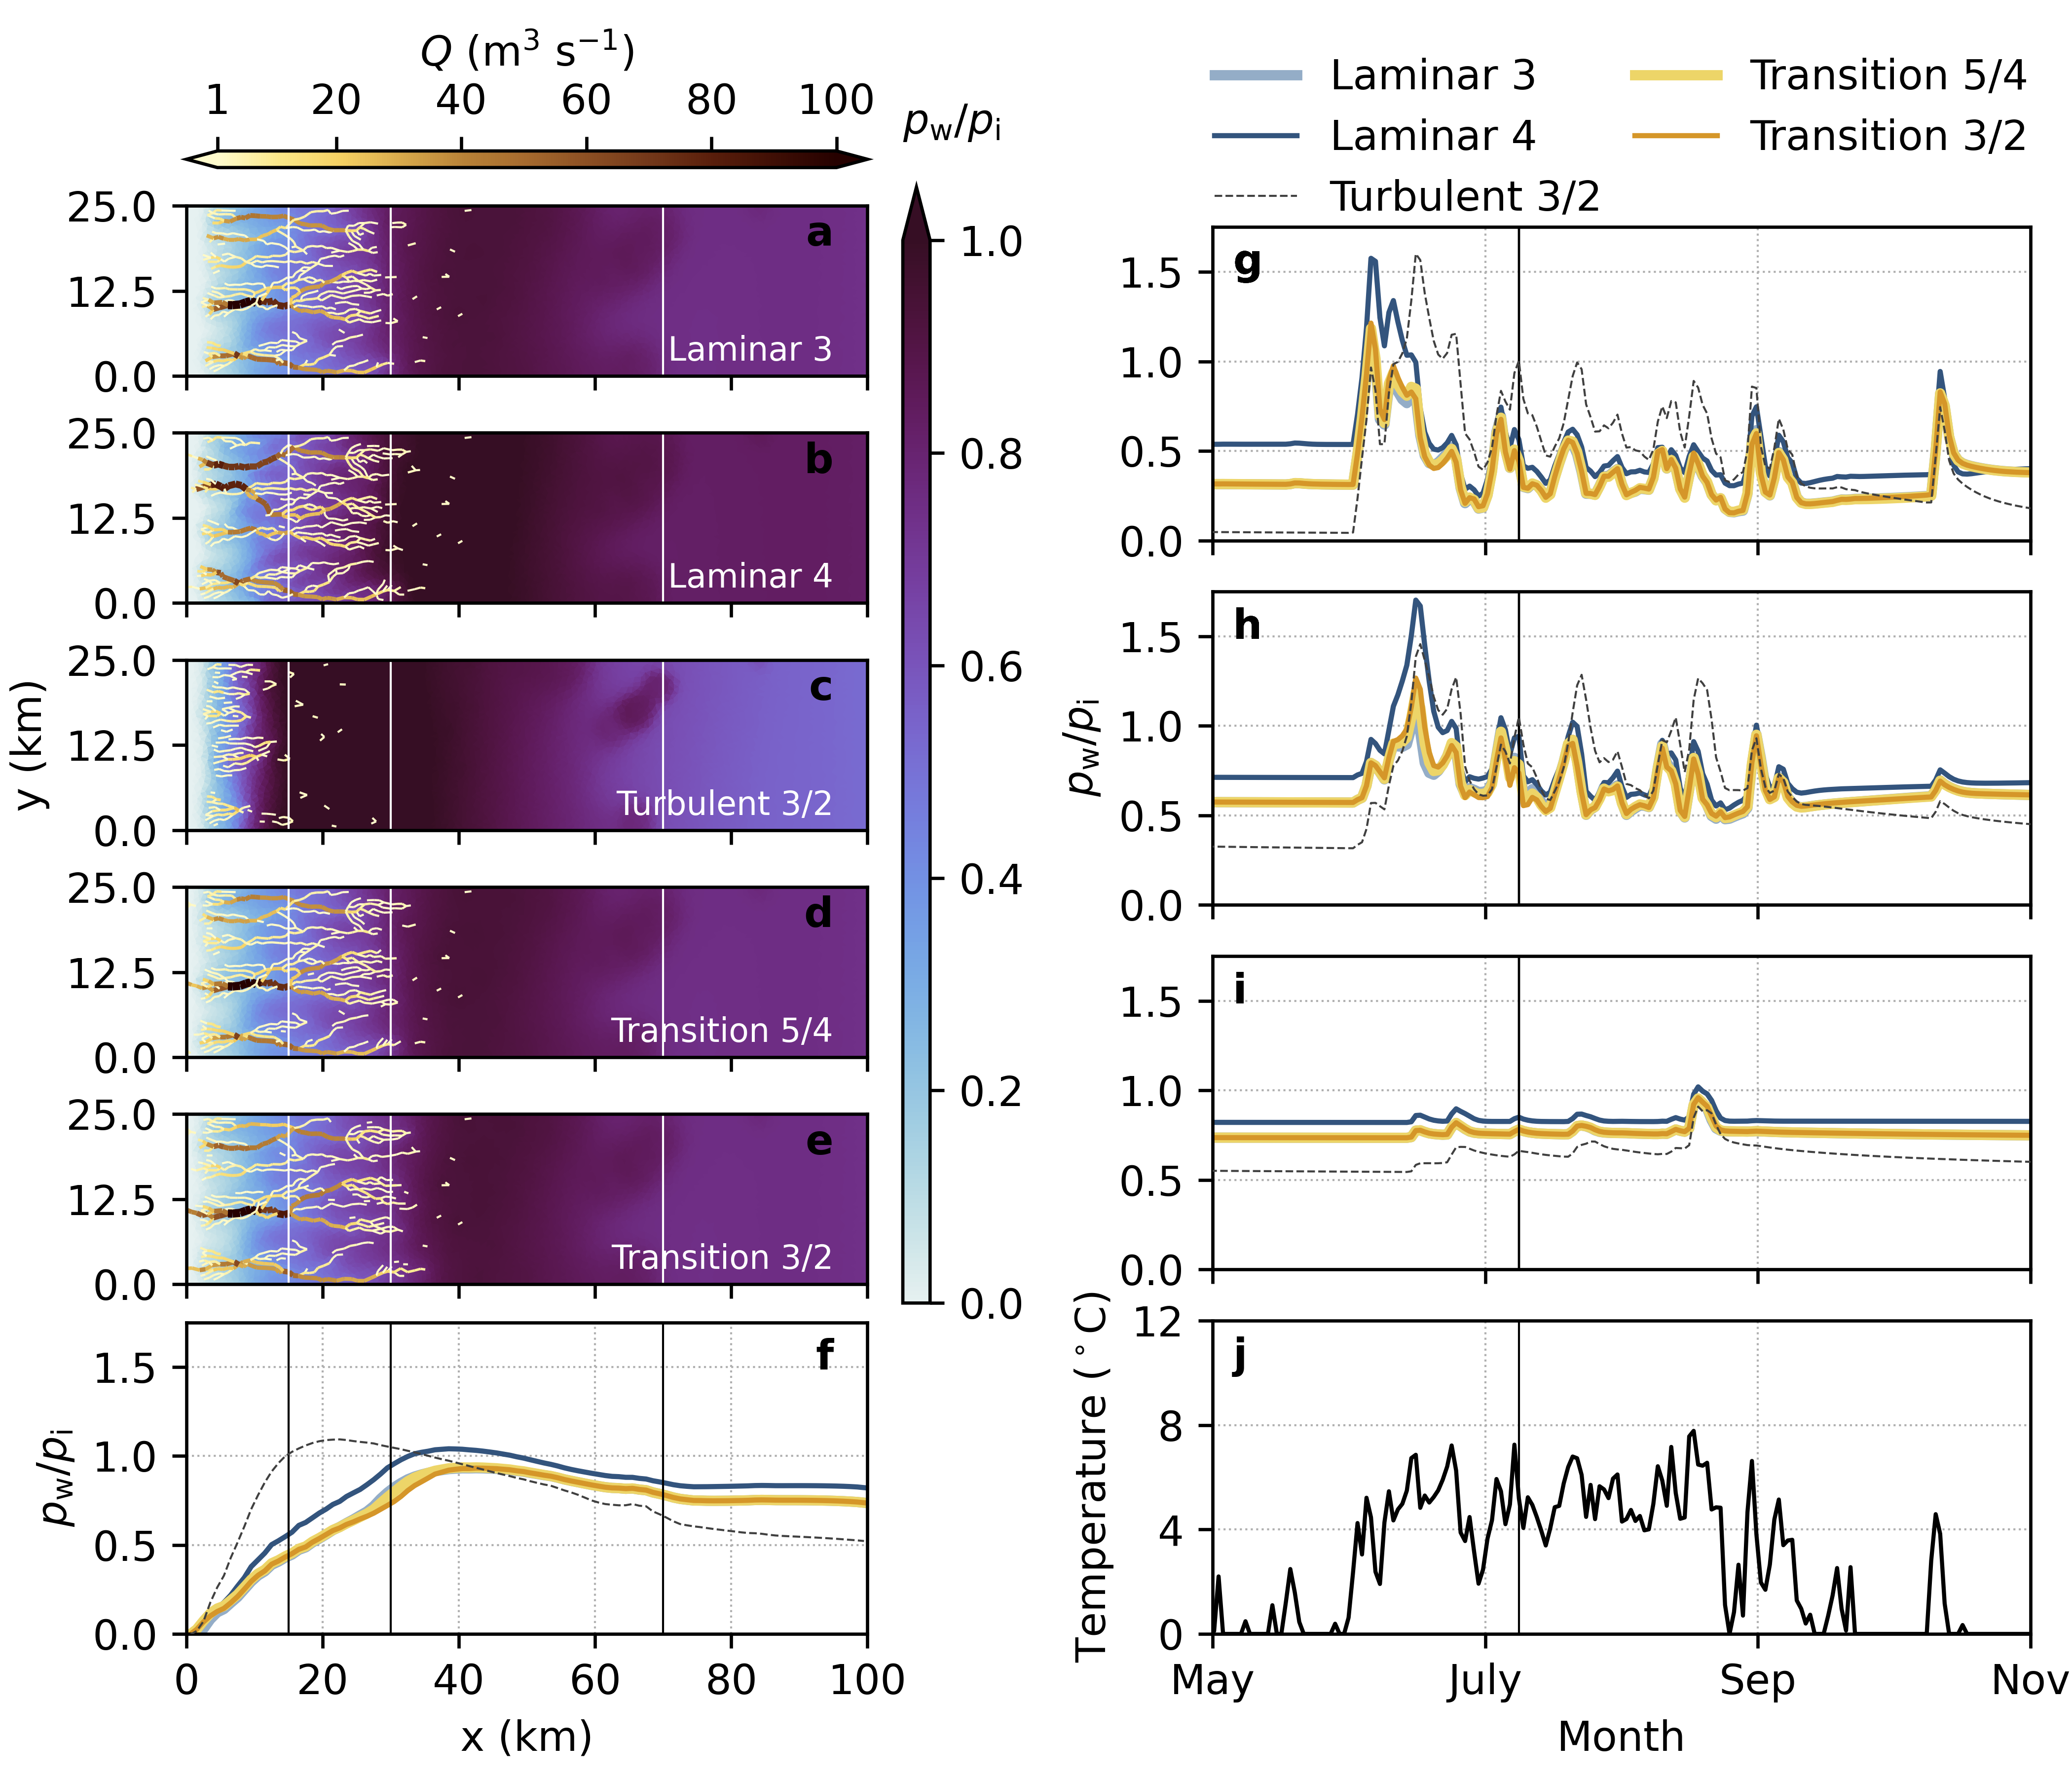 Q (m³ s⁻¹)
1 20 40 60 80 100
p_w/p_i
1.0
0.8
0.6
0.4
0.2
0.0
25.0
12.5
0.0
a
Laminar 3
25.0
12.5
0.0
b
Laminar 4
25.0
12.5
0.0
c
Turbulent 3/2
y (km)
25.0
12.5
0.0
d
Transition 5/4
25.0
12.5
0.0
e
Transition 3/2
p_w/p_i
1.5
1.0
0.5
0.0
f
0 20 40 60 80 100
x (km)
Laminar 3
Laminar 4
Turbulent 3/2
Transition 5/4
Transition 3/2
1.5
1.0
0.5
0.0
g
p_w/p_i
1.5
1.0
0.5
0.0
h
1.5
1.0
0.5
0.0
i
Temperature (°C)
12
8
4
0
j
May July Sep Nov
Month